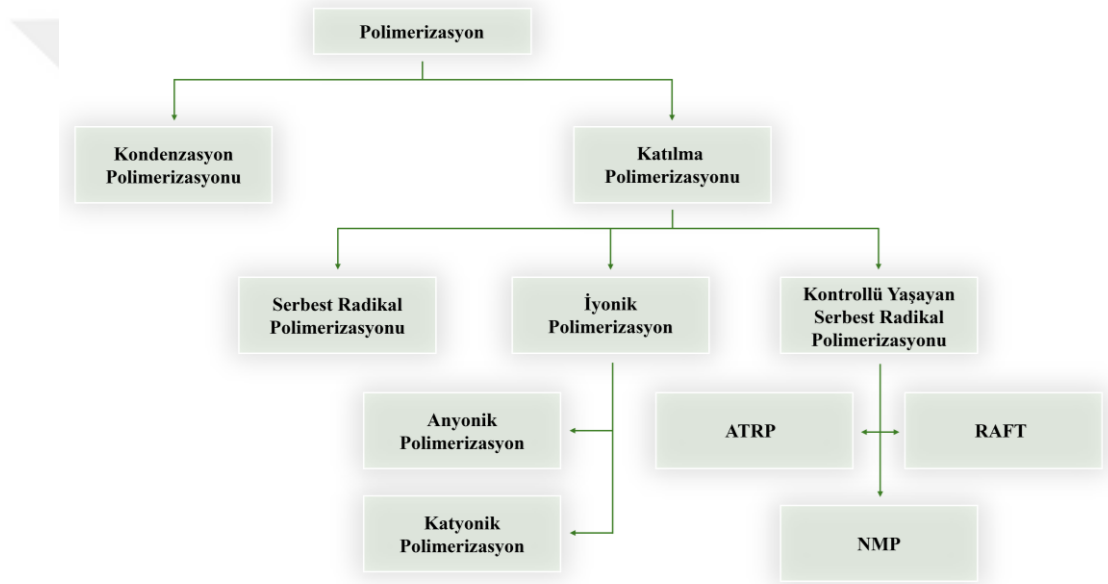 Polimerizasyon
Kondenzasyon
Polimerizasyonu
Katılma
Polimerizasyonu
Serbest Radikal
Polimerizasyonu
İyonik
Polimerizasyon
Kontrollü Yaşayan
Serbest Radikal
Polimerizasyonu
Anyonik
Polimerizasyon
ATRP
RAFT
Katyonik
Polimerizasyon
NMP